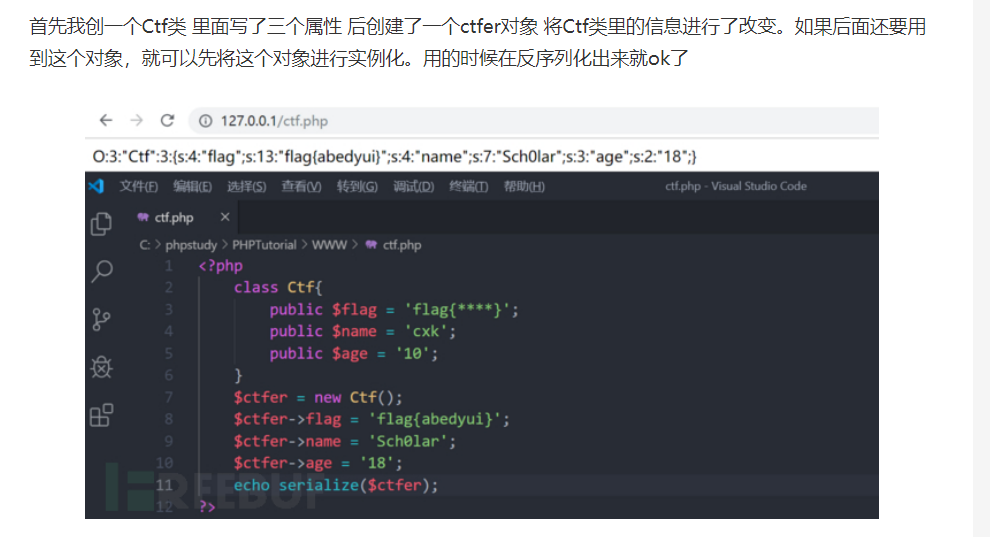 首先我创一个Ctf类 里面写了三个属性 后创建了一个ctfer对象 将Ctf类里的信息进行了改变。如果后面还要用
到这个对象，就可以先将这个对象进行实例化。用的时候在反序列化出来就ok了
127.0.0.1/ctf.php
O:3:"Ctf":3:{s:4:"flag";s:13:"flag{abedyui}";s:4:"name";s:7:"Sch0lar";s:3:"age";s:2:"18";}
文件(F) 编辑(E) 选择(S) 查看(V) 转到(G) 调试(D) 终端(T) 帮助(H) ctf.php - Visual Studio Code
ctf.php ×
C: > phpstudy > PHPTutorial > WWW > ctf.php
1 <?php
2 class Ctf{
3 public $flag = 'flag{****}';
4 public $name = 'cxk';
5 public $age = '10';
6 }
7 $ctfer = new Ctf();
8 $ctfer->flag = 'flag{abedyui}';
9 $ctfer->name = 'Sch0lar';
10 $ctfer->age = '18';
11 echo serialize($ctfer);
12 ?>
FREEBUF